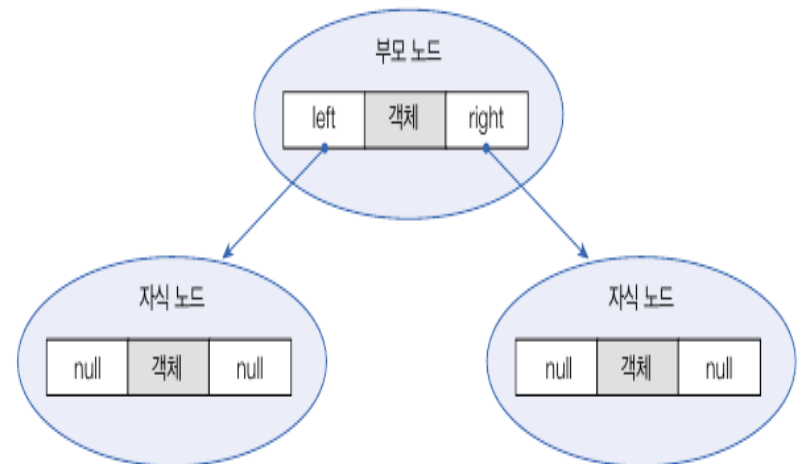 부모 노드
left 객체 right
자식 노드 자식 노드
null 객체 null null 객체 null